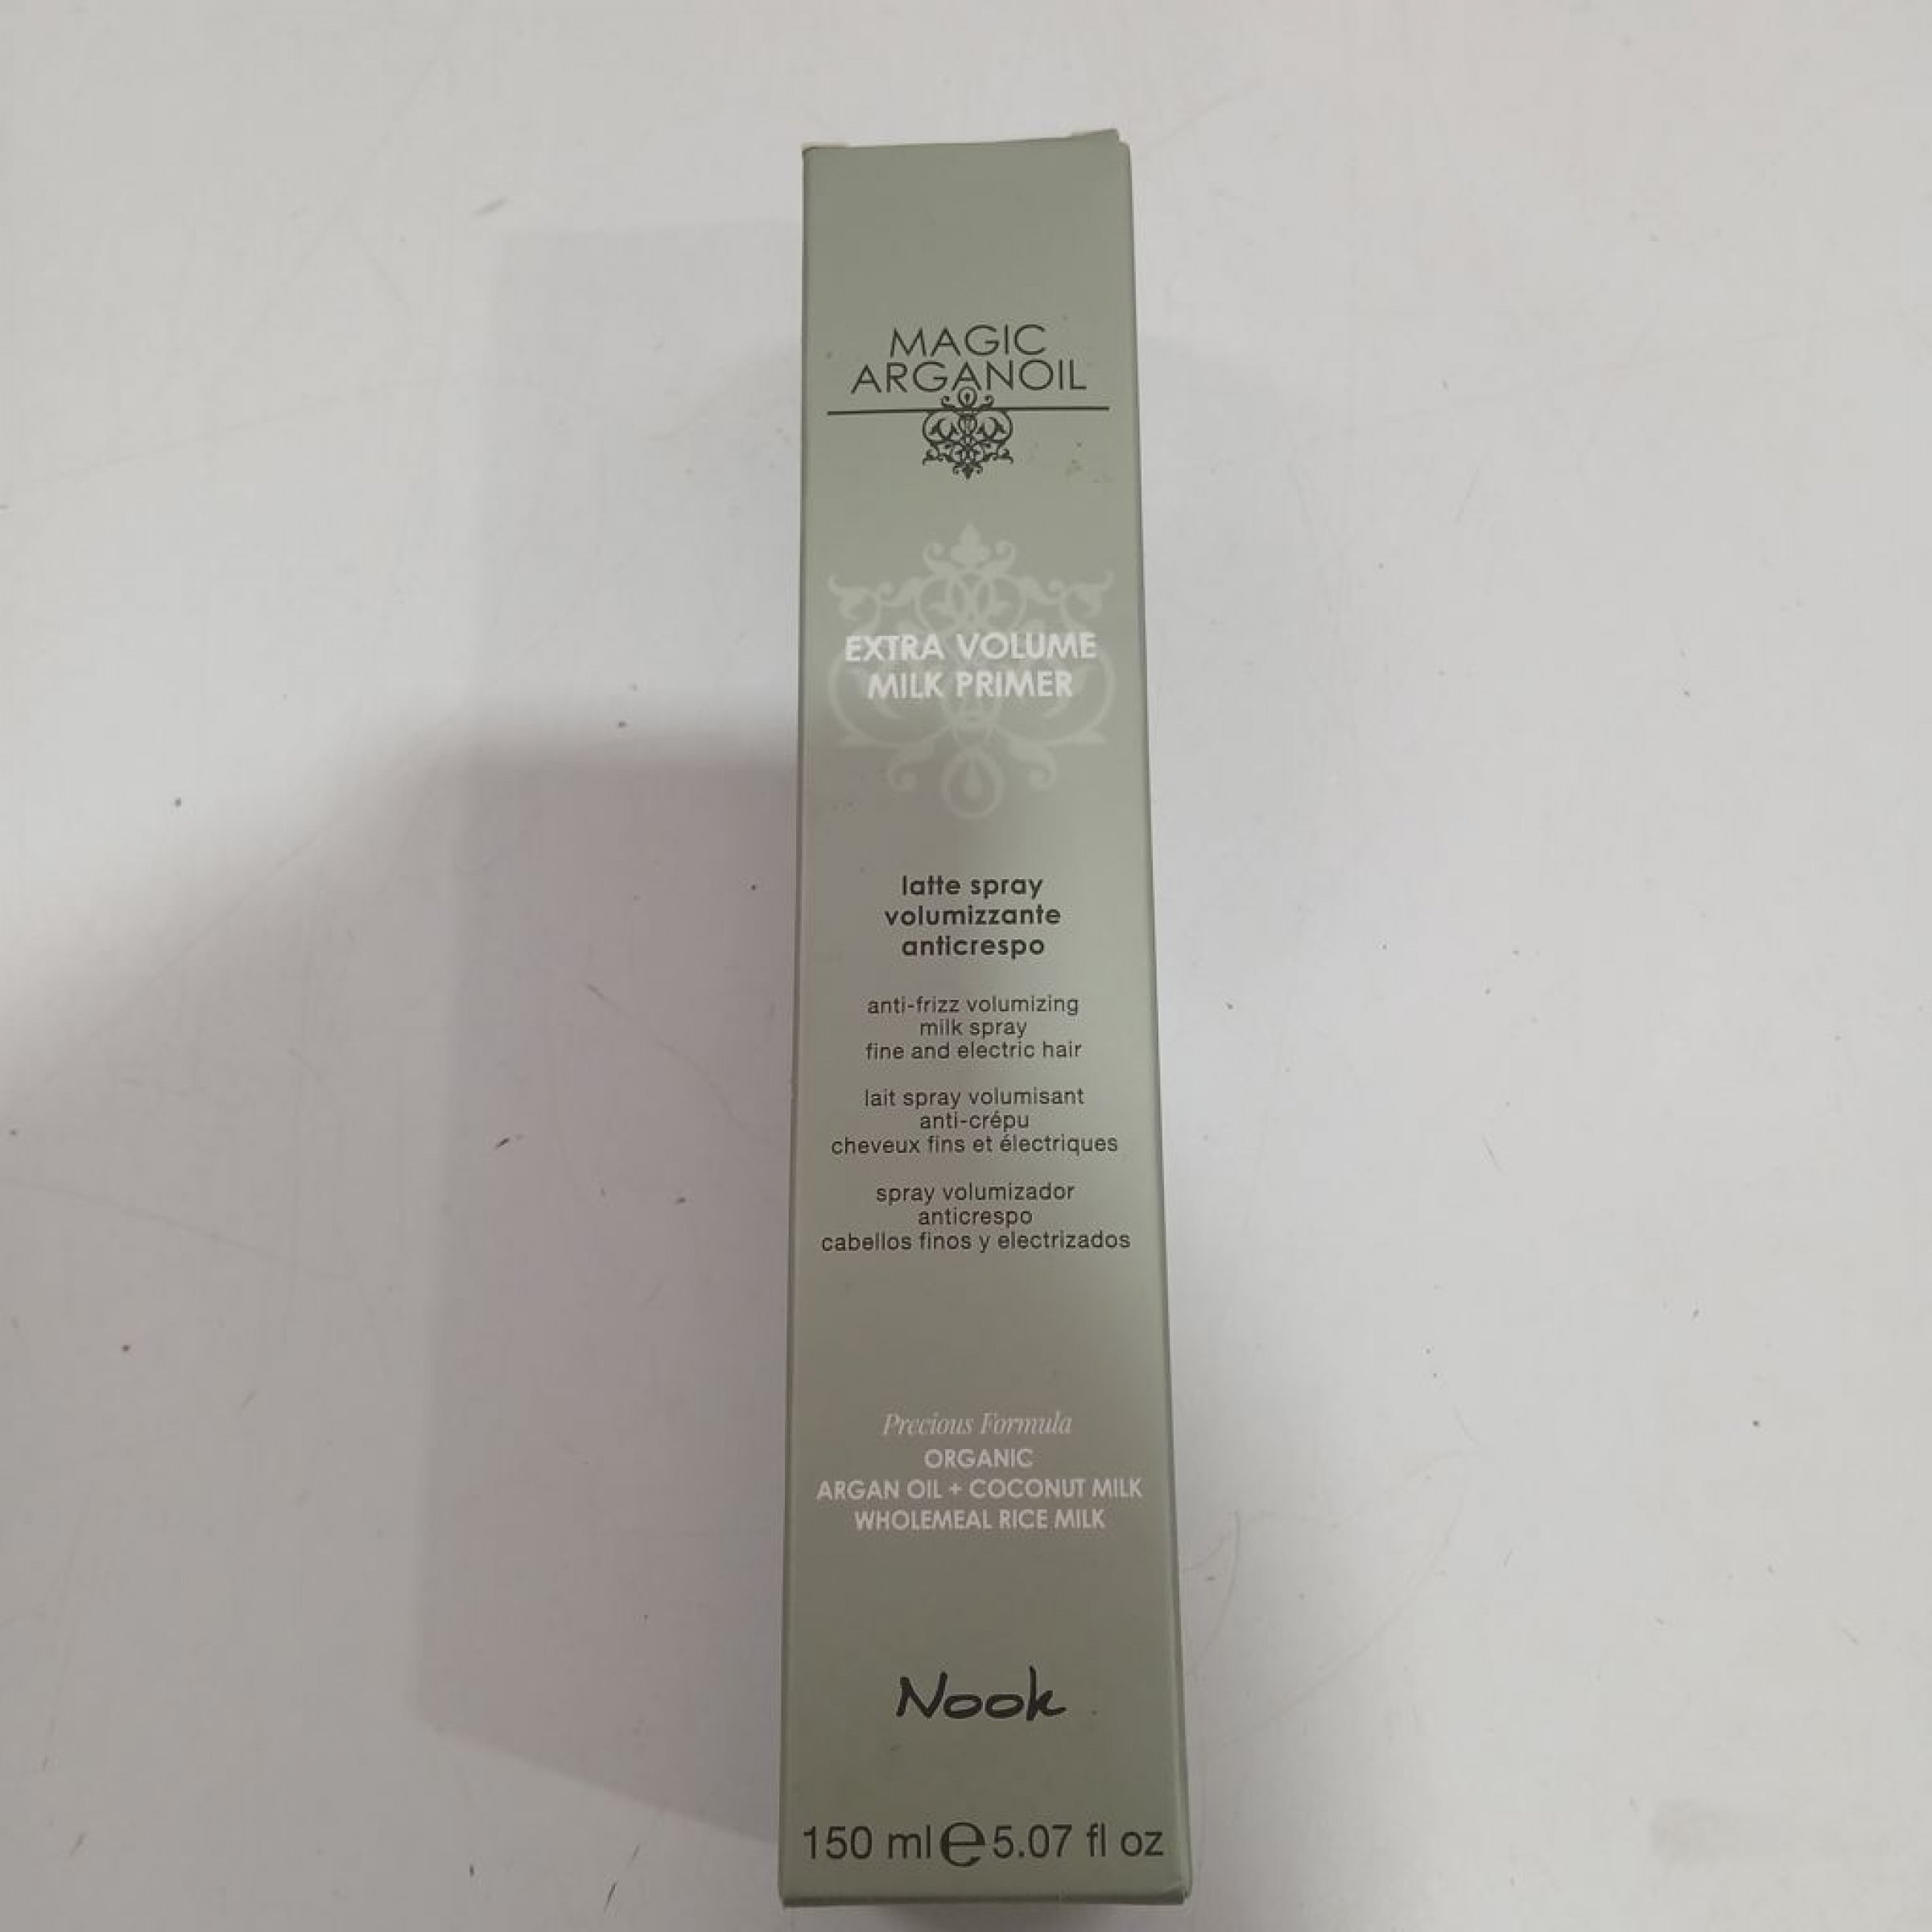 MAGIC
ARGANOIL
EXTRA VOLUME
MILK PRIMER
latte spray
volumizzante
anticrespo
anti-frizz volumizing
milk spray
fine and electric hair
lait spray volumisant
anti-crépu
cheveux fins et électriques
spray volumizador
anticrespo
cabellos finos y electrizados
Precious Formula
ORGANIC
ARGAN OIL + COCONUT MILK
WHOLEMEAL RICE MILK
Nook
150 ml e 5.07 fl oz